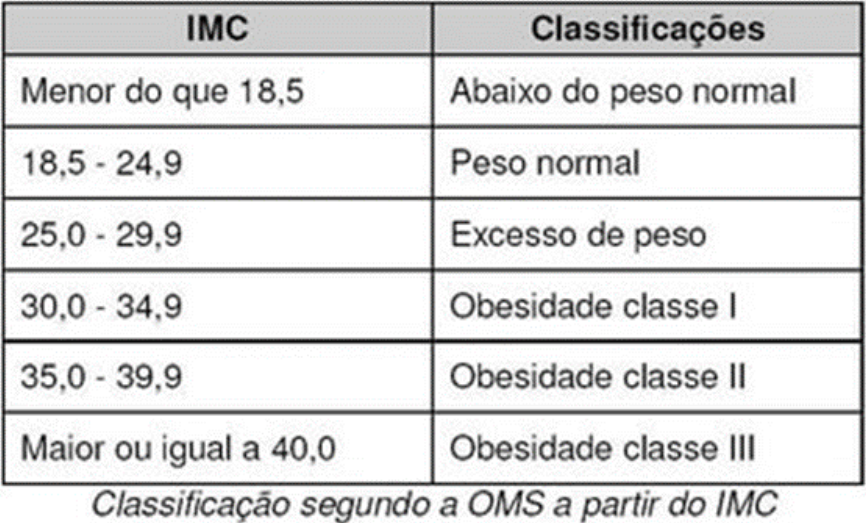 IMC Classificações
Menor do que 18,5 Abaixo do peso normal
18,5 - 24,9 Peso normal
25,0 - 29,9 Excesso de peso
30,0 - 34,9 Obesidade classe I
35,0 - 39,9 Obesidade classe II
Maior ou igual a 40,0 Obesidade classe III
Classificação segundo a OMS a partir do IMC